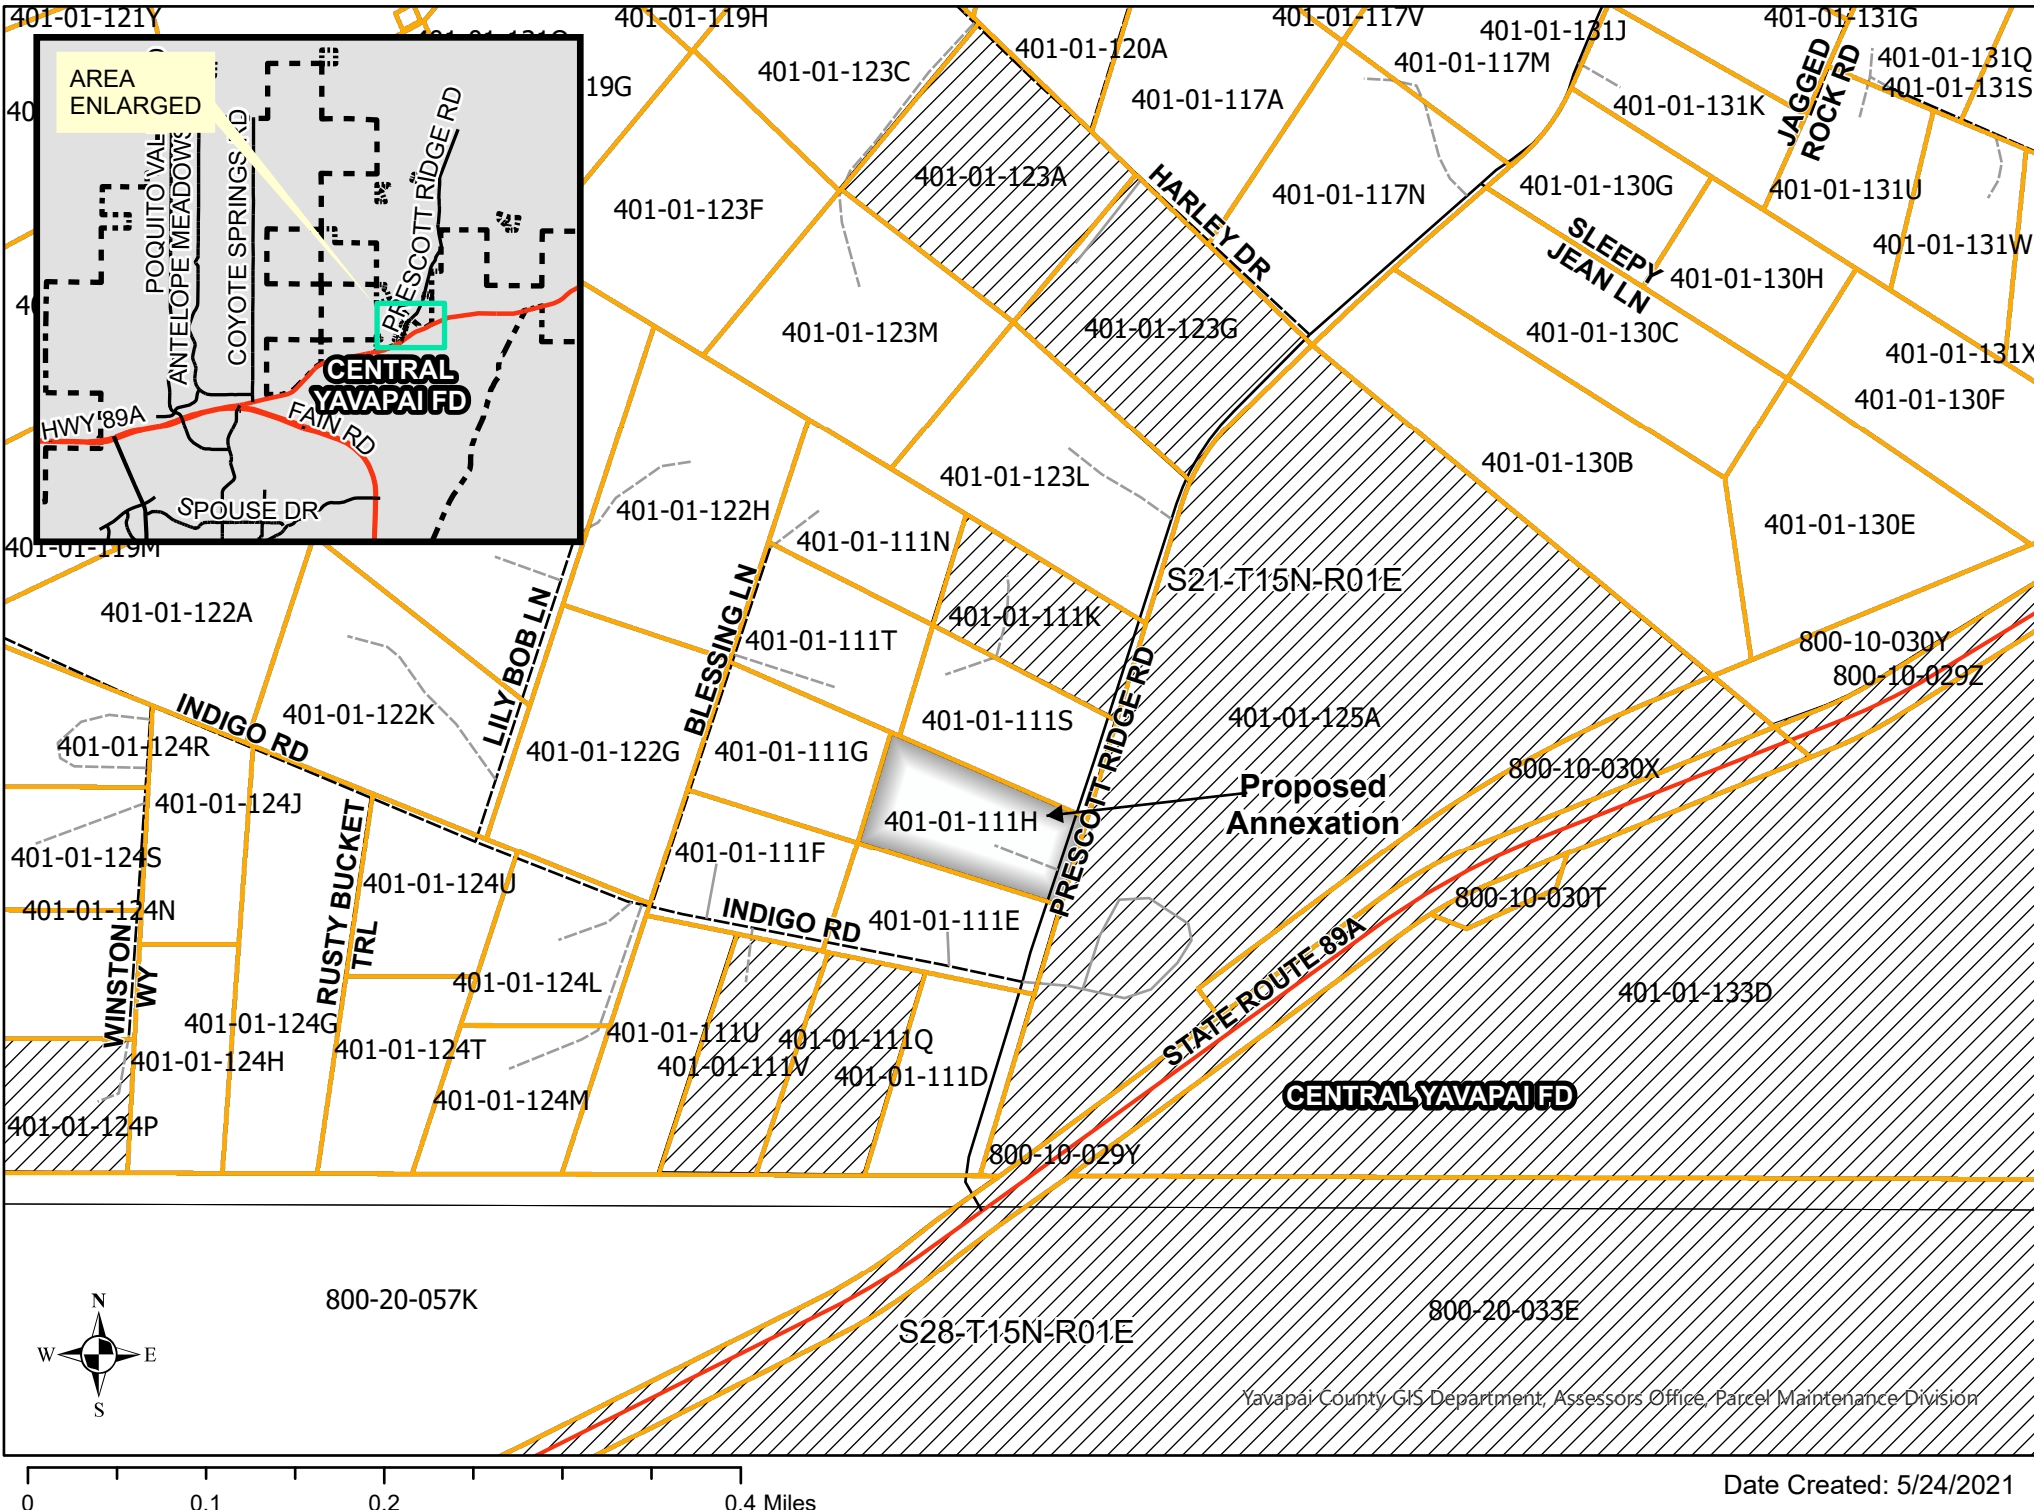 401-01-121Y
401-01-119H
401-01-117V
401-01-131J
401-01-131G
401-01-120A
401-01-123C
401-01-117M
401-01-131Q
401-01-131S
19G
401-01-117A
401-01-131K
JAGGED
ROCK RD
401-01-123A
401-01-123F
401-01-117N
401-01-130G
401-01-131U
HARLEY DR
SLEEPY
JEAN LN
401-01-131W
401-01-130H
401-01-123M
401-01-123G
401-01-130C
401-01-131X
401-01-130F
AREA
ENLARGED
POQUITO VAL
ANTELOPE MEADOWS
COYOTE SPRINGS RD
PRESCOTT RIDGE RD
CENTRAL
YAVAPAI FD
HWY 89A
FAIN RD
SPOUSE DR
401-01-123L
401-01-130B
401-01-122H
401-01-130E
401-01-119M
401-01-111N
S21-T15N-R01E
401-01-122A
LILY BOB LN
BLESSING LN
401-01-111K
401-01-111T
800-10-030Y
800-10-029Z
INDIGO RD
401-01-122K
401-01-111S
PRESCOTT RIDGE RD
401-01-125A
401-01-124R
401-01-122G
401-01-111G
800-10-030X
401-01-124J
Proposed
Annexation
401-01-111H
401-01-124S
401-01-111F
RUSTY BUCKET
TRL
401-01-124U
800-10-030T
401-01-124N
INDIGO RD
401-01-111E
STATE ROUTE 89A
WINSTON
WY
401-01-124L
401-01-133D
401-01-124G
401-01-111U
401-01-111Q
401-01-124H
401-01-124T
401-01-111V
401-01-111D
401-01-124M
CENTRAL YAVAPAI FD
401-01-124P
800-10-029Y
800-20-057K
S28-T15N-R01E
800-20-033E
N
W E
S
Yavapai County GIS Department, Assessors Office, Parcel Maintenance Division
0 0.1 0.2 0.4 Miles
Date Created: 5/24/2021